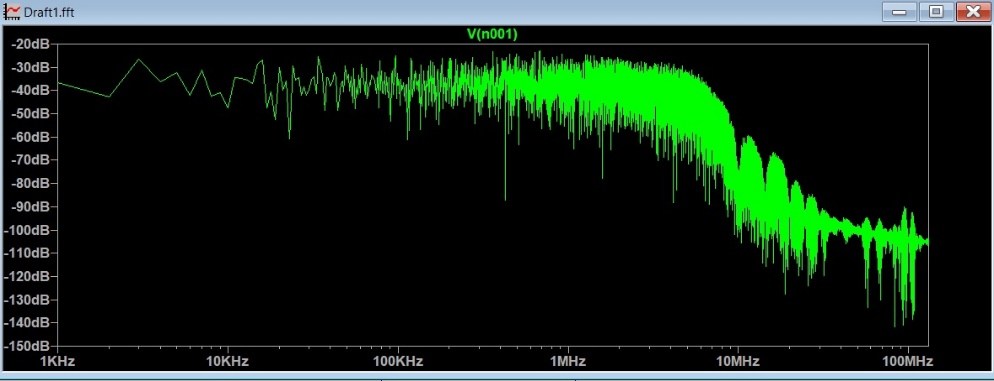 Draft1.fft
V(n001)
-20dB
-30dB
-40dB
-50dB
-60dB
-70dB
-80dB
-90dB
-100dB
-110dB
-120dB
-130dB
-140dB
-150dB
1KHz 10KHz 100KHz 1MHz 10MHz 100MHz